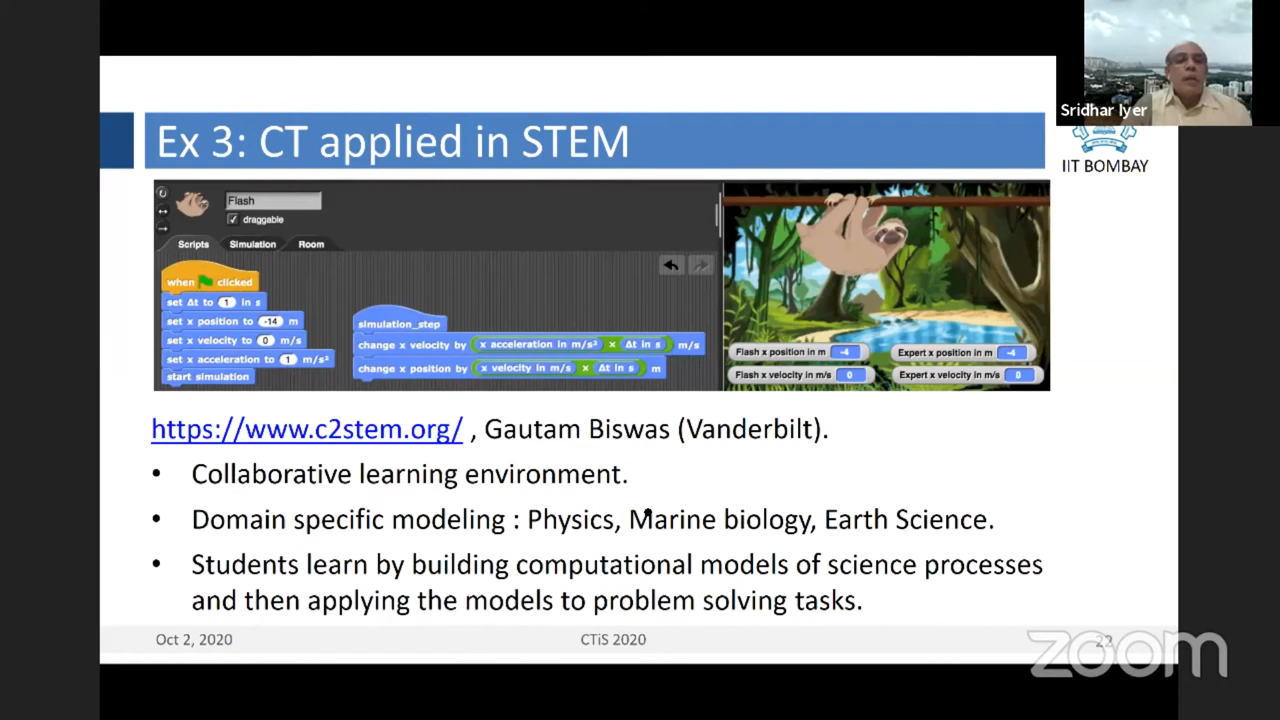 Sridhar Iyer
Ex 3: CT applied in STEM
IIT BOMBAY
Flash
draggable
Scripts Simulation Room
when clicked
set Δt to 1 in s
set x position to -14 m
set x velocity to 0 m/s
set x acceleration to 1 m/s²
start simulation
simulation_step
change x velocity by x acceleration in m/s² × Δt in s m/s
change x position by x velocity in m/s × Δt in s m
Flash x position in m -4
Expert x position in m -4
Flash x velocity in m/s 0
Expert x velocity in m/s 0
https://www.c2stem.org/ , Gautam Biswas (Vanderbilt).
• Collaborative learning environment.
• Domain specific modeling : Physics, Marine biology, Earth Science.
• Students learn by building computational models of science processes
and then applying the models to problem solving tasks.
Oct 2, 2020
CTiS 2020
22
zoom